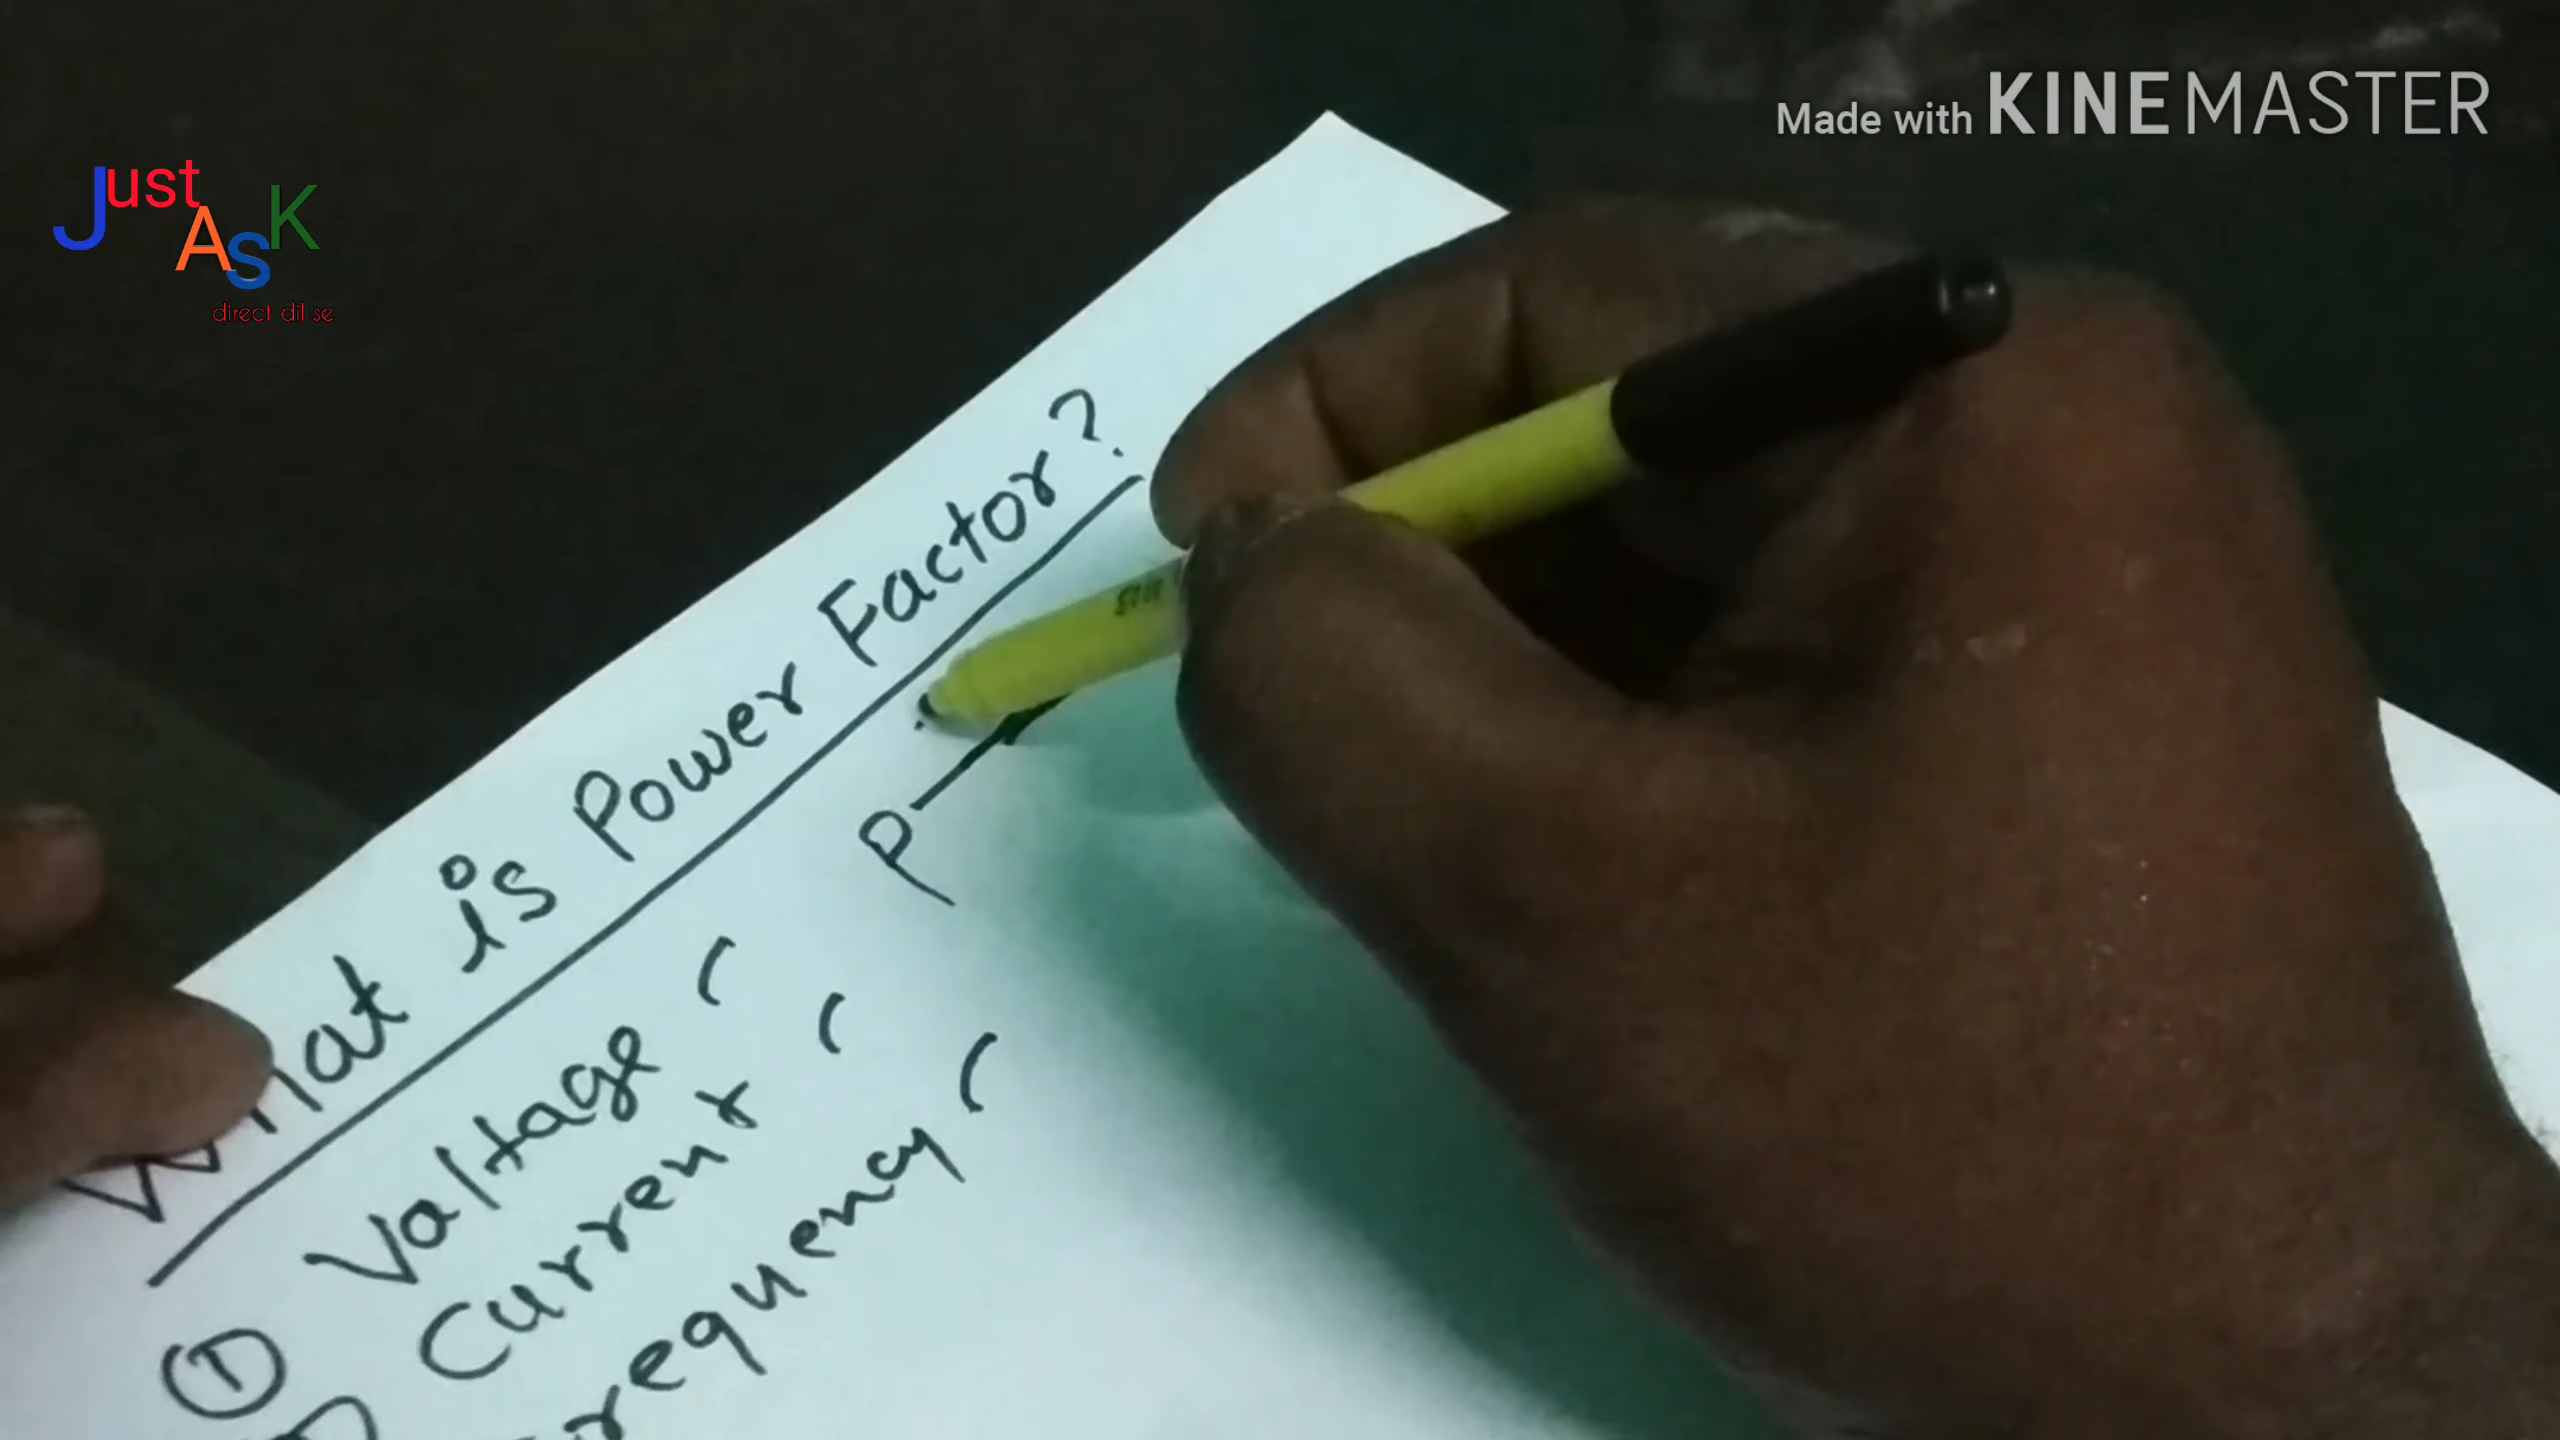 Made with KINEMASTER
Just
AsK
direct dil se
What is Power Factor?
P
① Voltage (
Current (
requency (